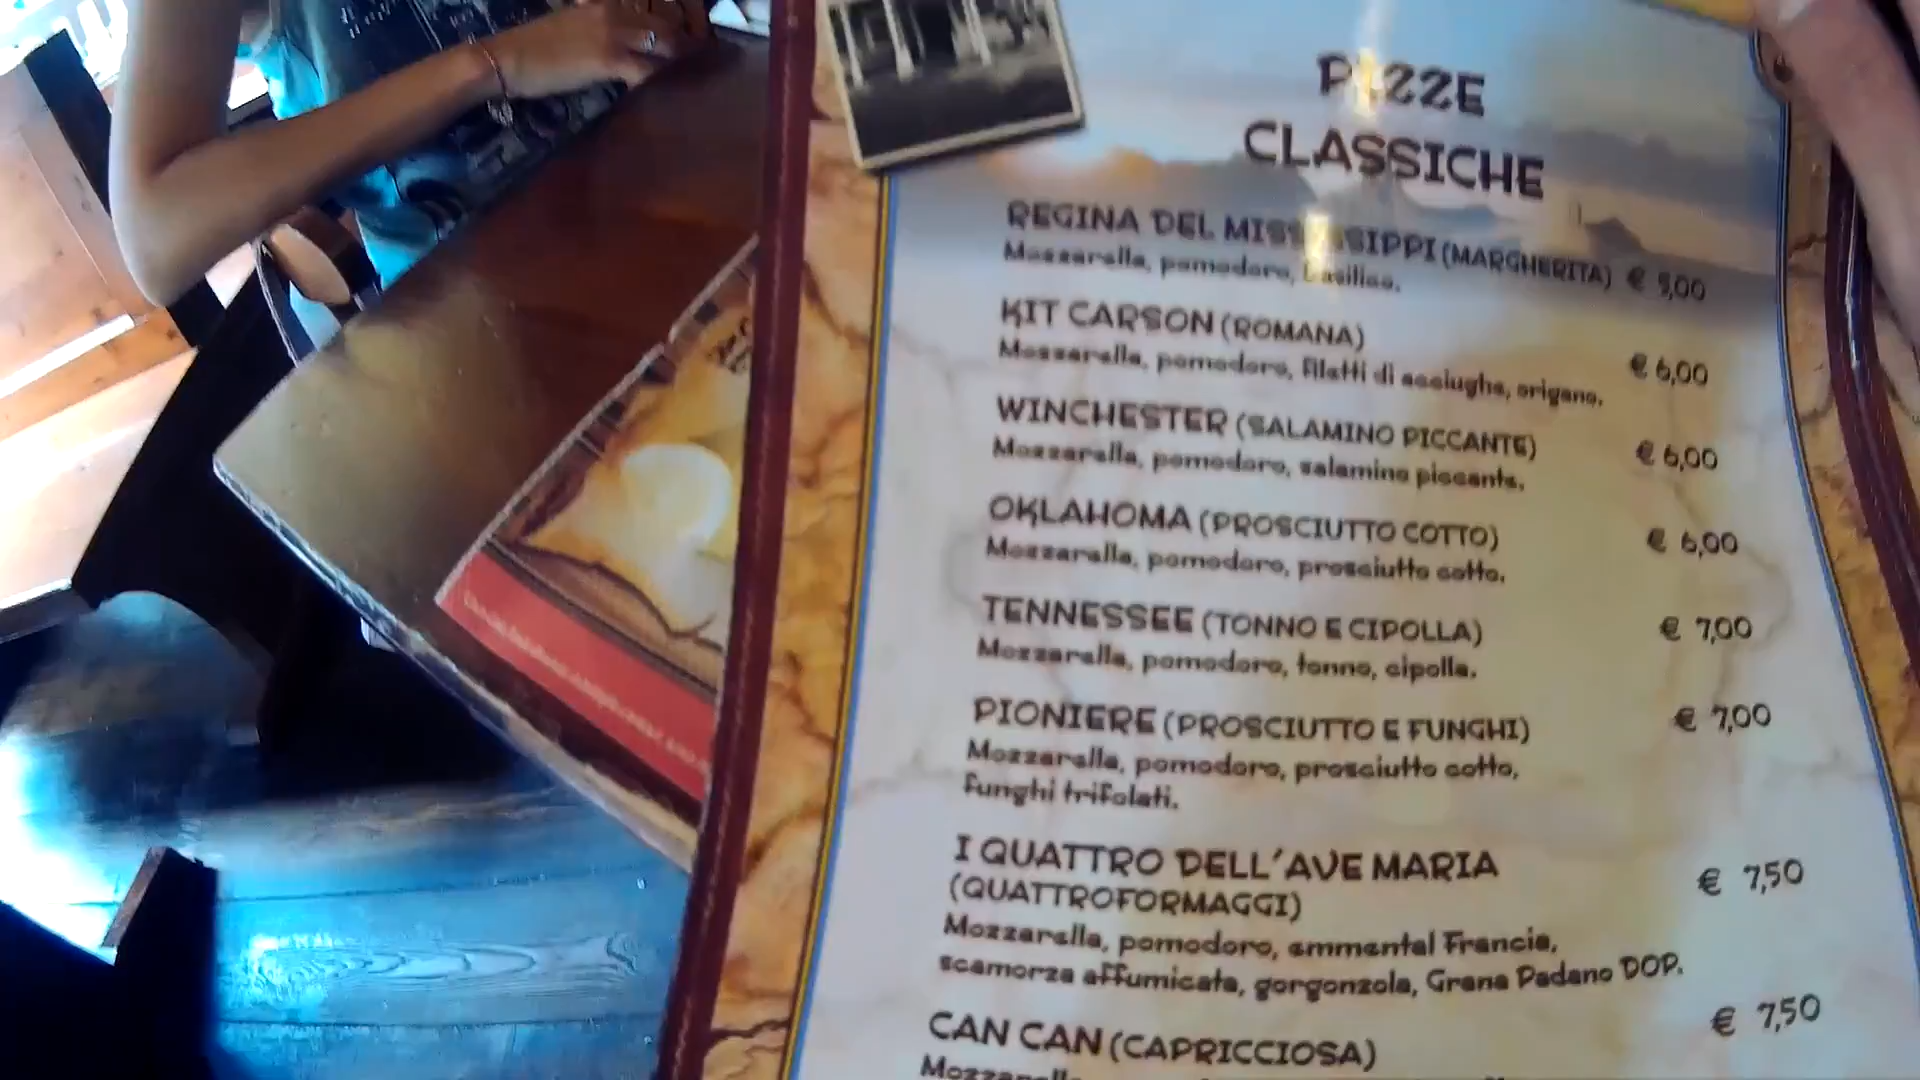 PIZZE
CLASSICHE
REGINA DEL MISSISSIPPI (MARGHERITA) € 5,00
Mozzarella, pomodoro, basilico.
KIT CARSON (ROMANA)
€ 6,00
Mozzarella, pomodoro, filetti di acciughe, origano.
WINCHESTER (SALAMINO PICCANTE) € 6,00
Mozzarella, pomodoro, salamino piccante.
OKLAHOMA (PROSCIUTTO COTTO) € 6,00
Mozzarella, pomodoro, prosciutto cotto.
TENNESSEE (TONNO E CIPOLLA) € 7,00
Mozzarella, pomodoro, tonno, cipolla.
PIONIERE (PROSCIUTTO E FUNGHI) € 7,00
Mozzarella, pomodoro, prosciutto cotto,
funghi trifolati.
I QUATTRO DELL'AVE MARIA € 7,50
(QUATTROFORMAGGI)
Mozzarella, pomodoro, emmental Francia,
scamorza affumicata, gorgonzola, Grana Padano DOP.
CAN CAN (CAPRICCIOSA) € 7,50